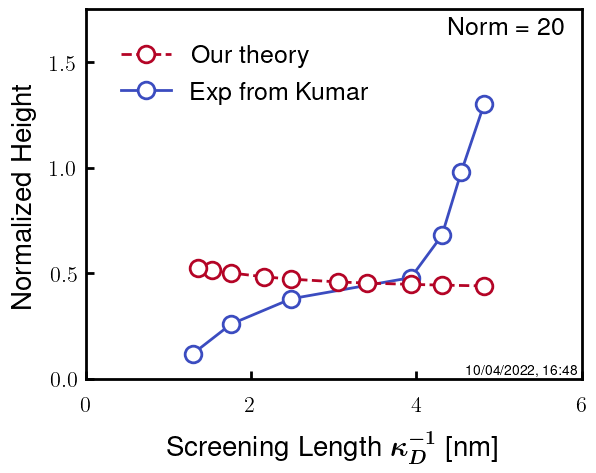 Norm = 20
Our theory
Exp from Kumar
Normalized Height
1.5
1.0
0.5
0.0
10/04/2022, 16:48
0 2 4 6
Screening Length κ_D^{-1} [nm]